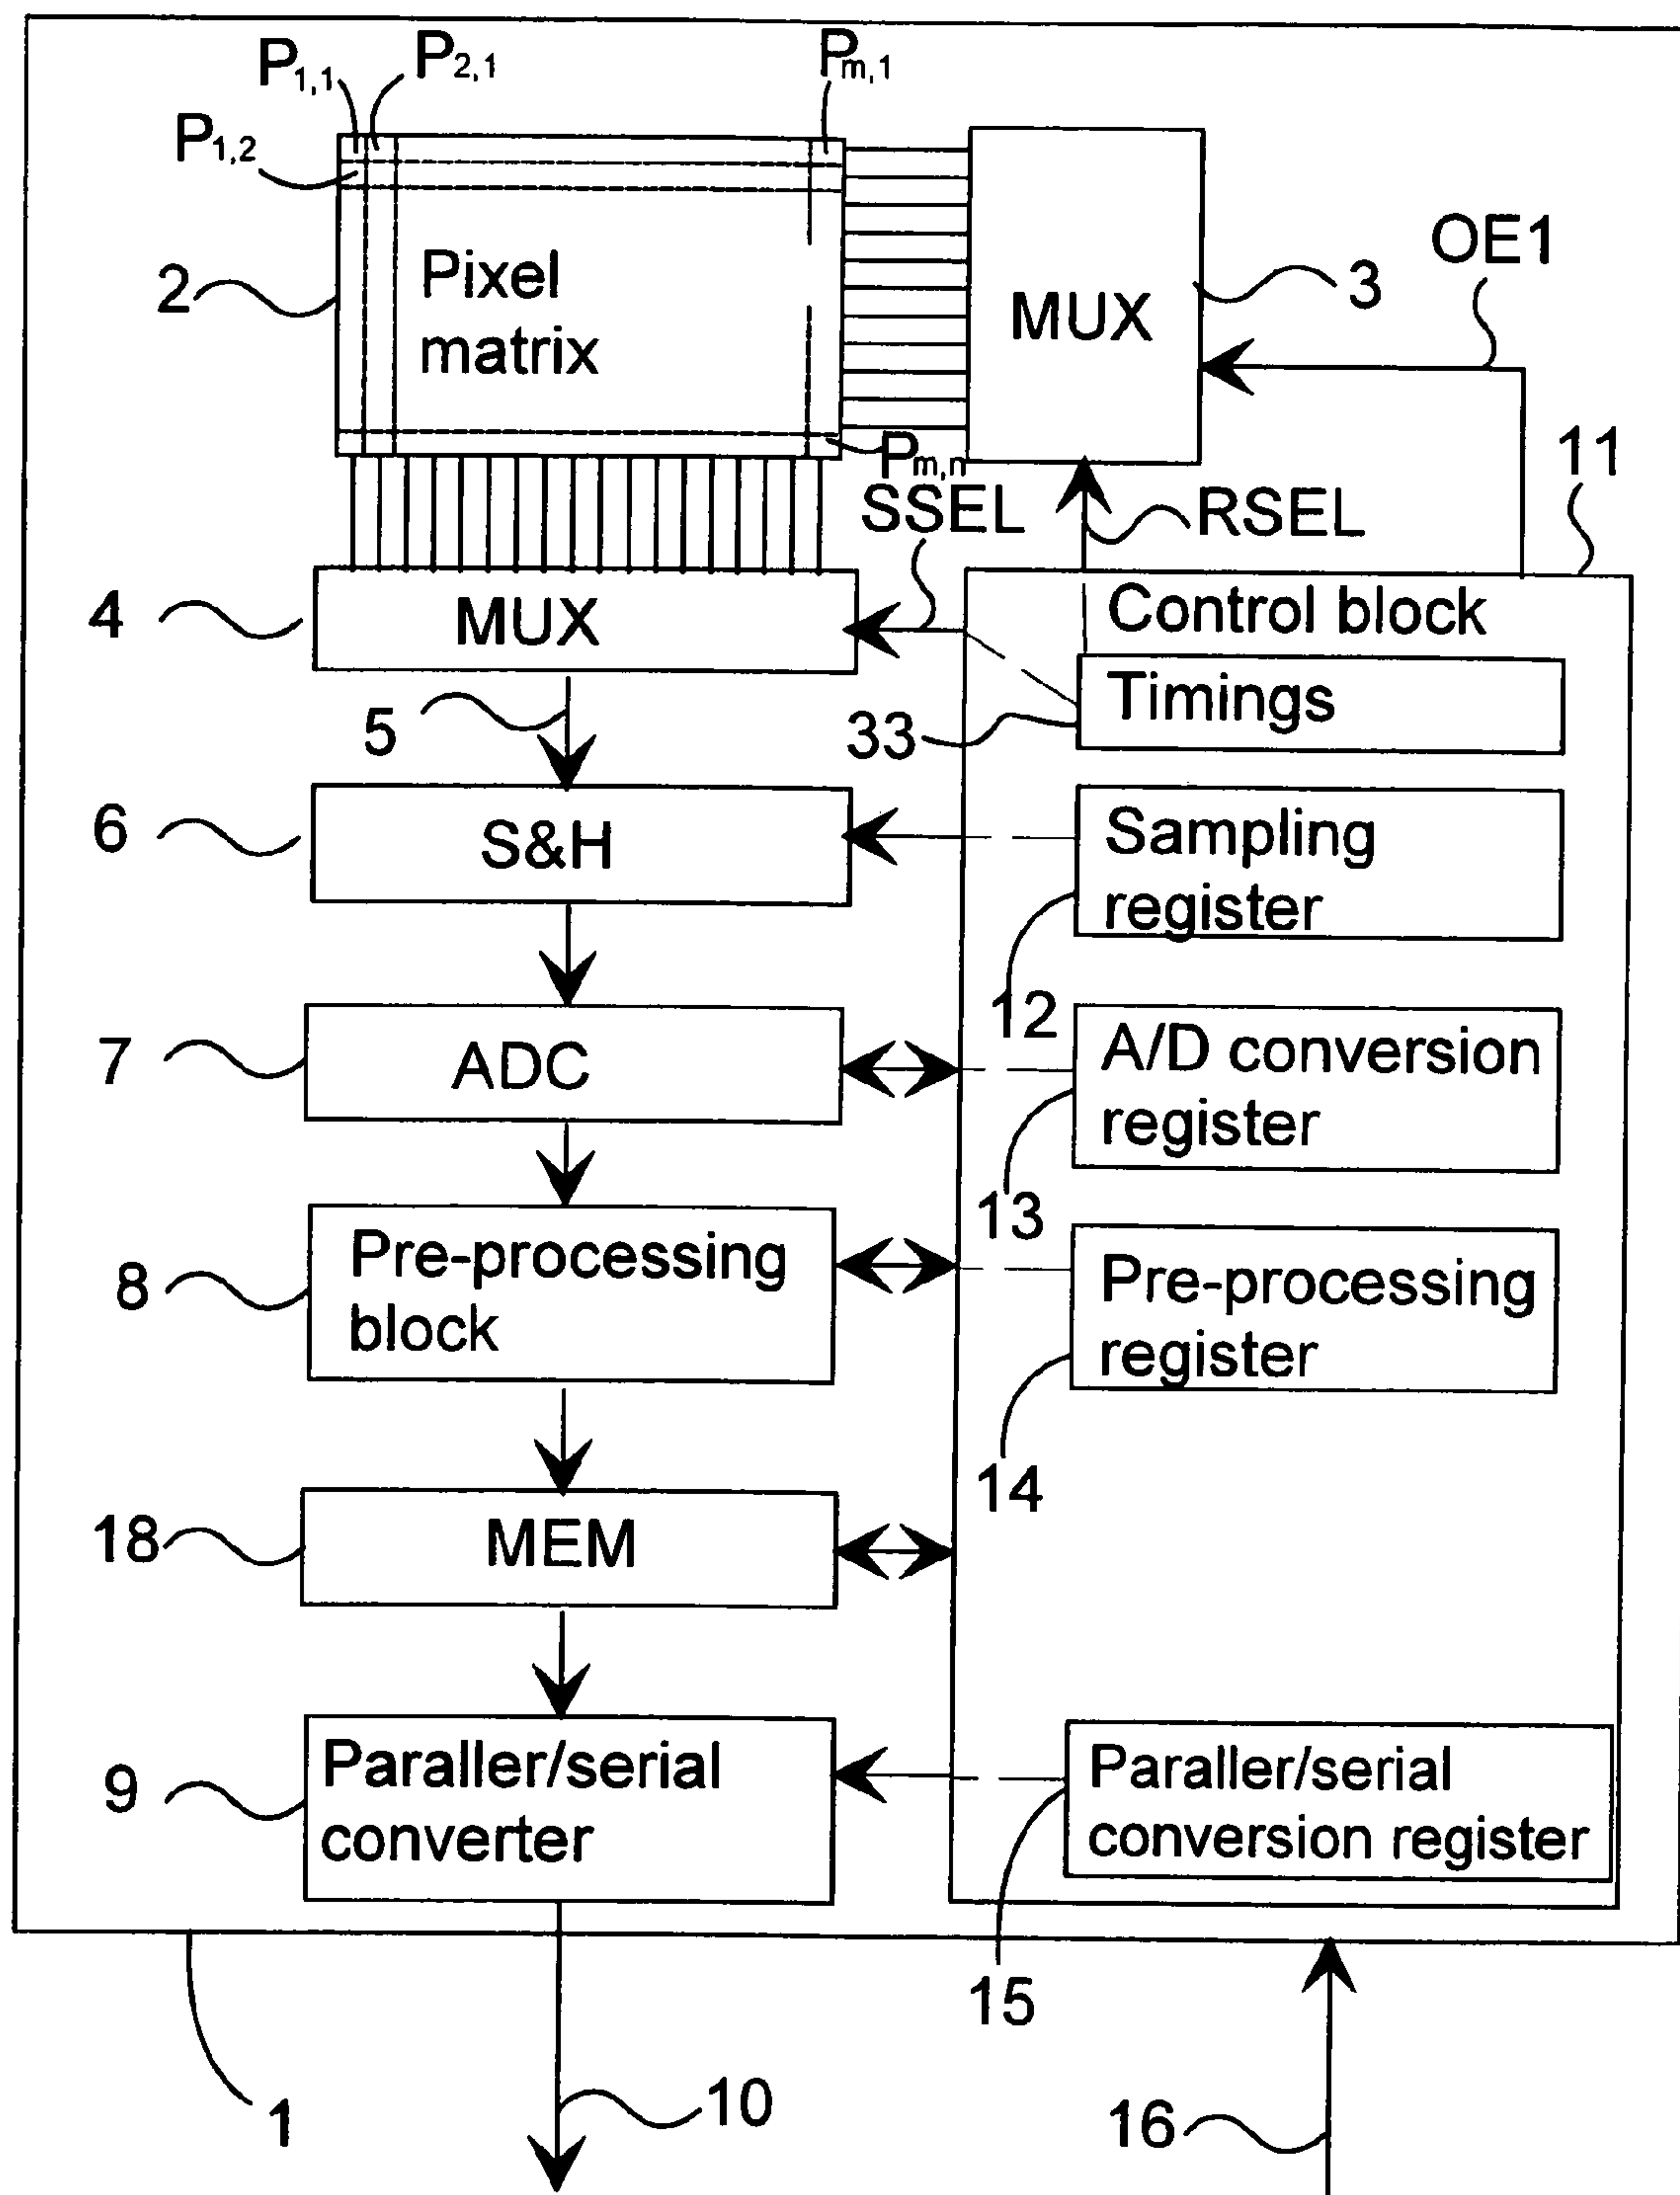 P1,1
P2,1
Pm,1
P1,2
2
Pixel
matrix
MUX
3
OE1
Pm,n
SSEL
RSEL
11
4
MUX
Control block
Timings
5
33
6
S&H
Sampling
register
12
7
ADC
A/D conversion
register
13
8
Pre-processing
block
Pre-processing
register
14
18
MEM
9
Paraller/serial
converter
Paraller/serial
conversion register
15
1
10
16